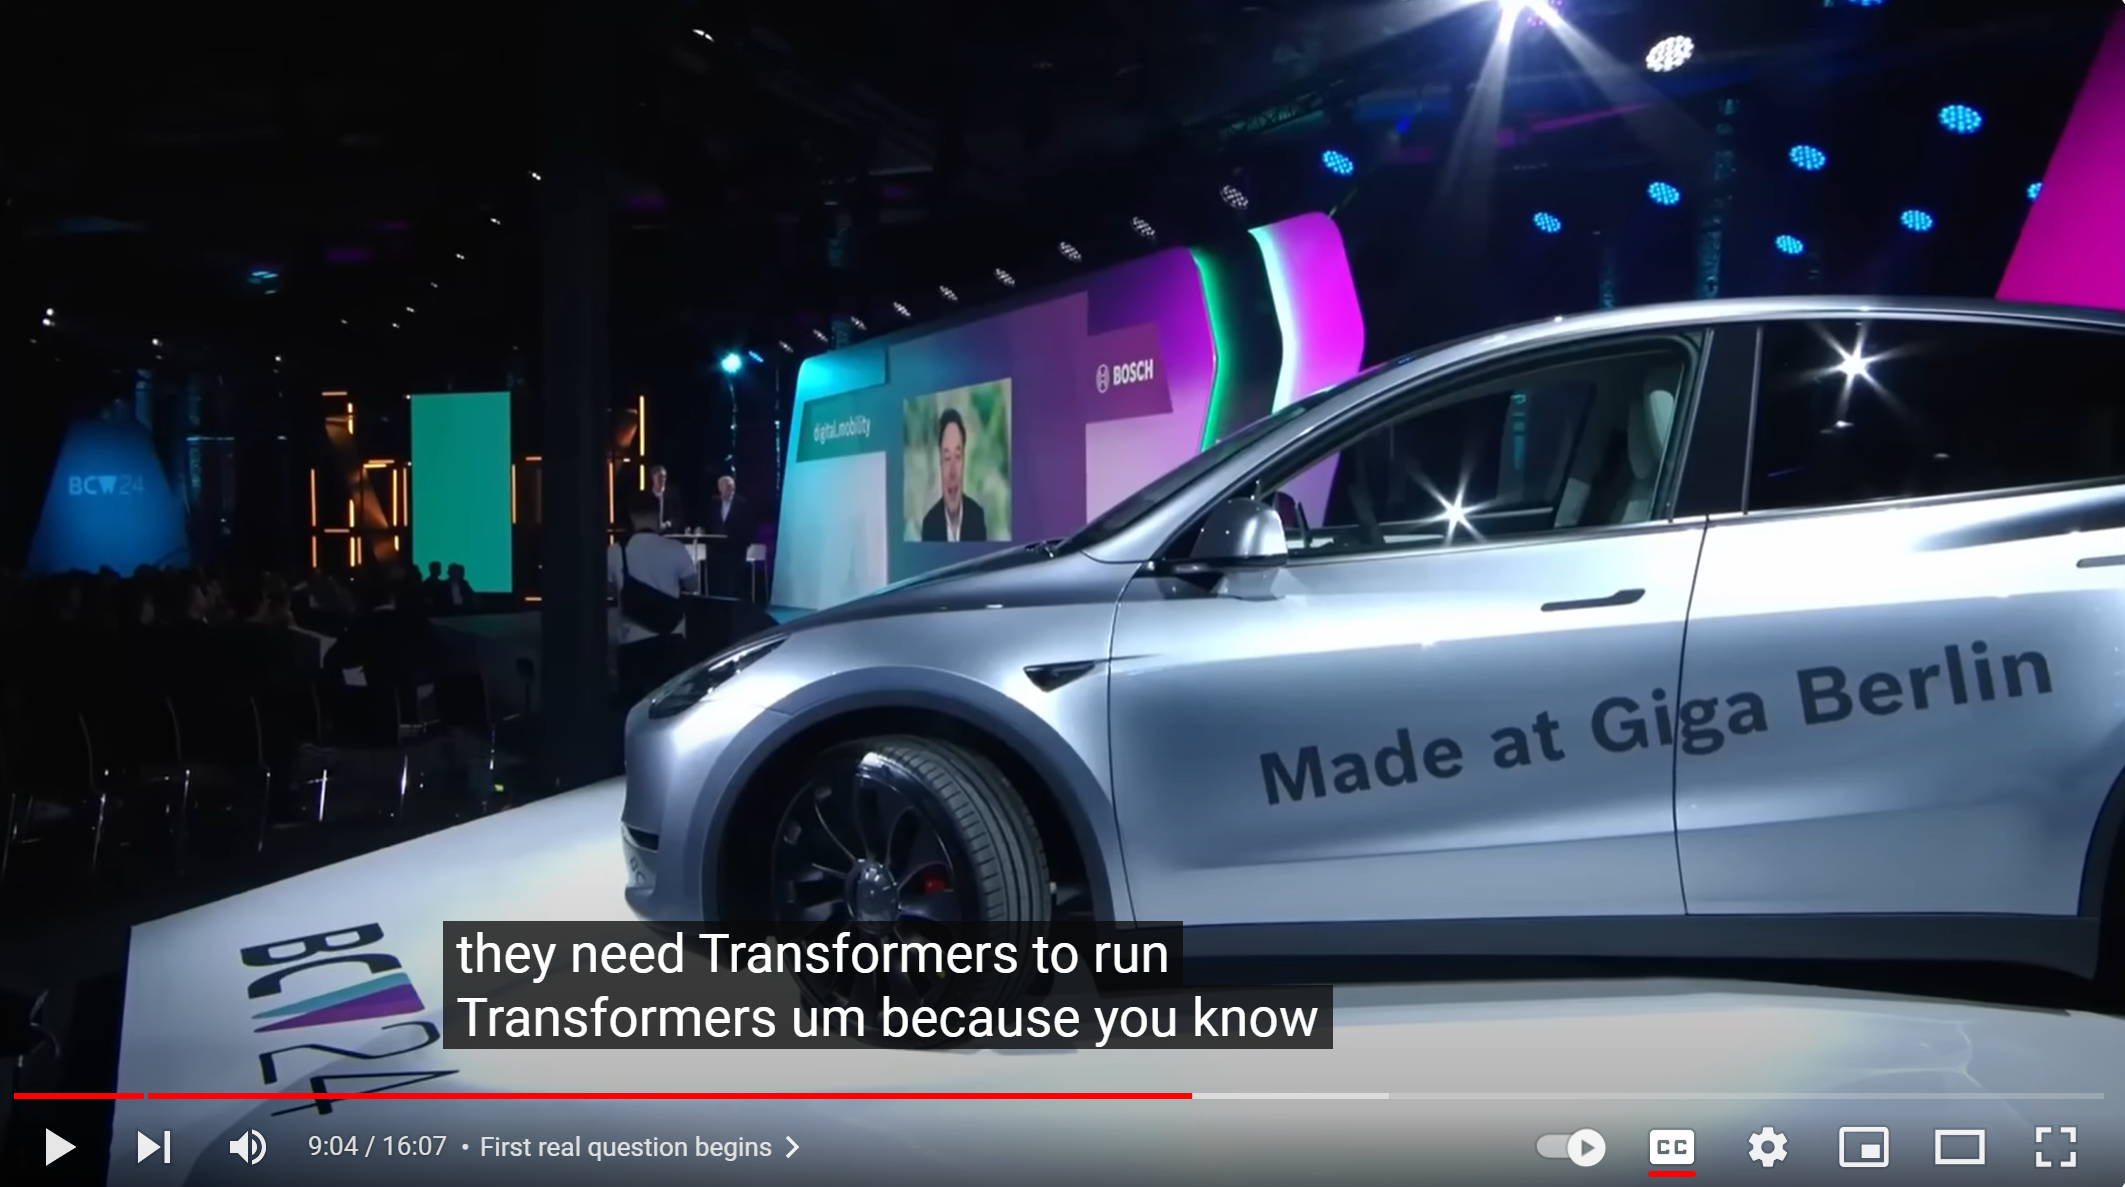 BOSCH
digital.mobility
BCW24
Made at Giga Berlin
BCW24
they need Transformers to run
Transformers um because you know
9:04 / 16:07 • First real question begins
CC